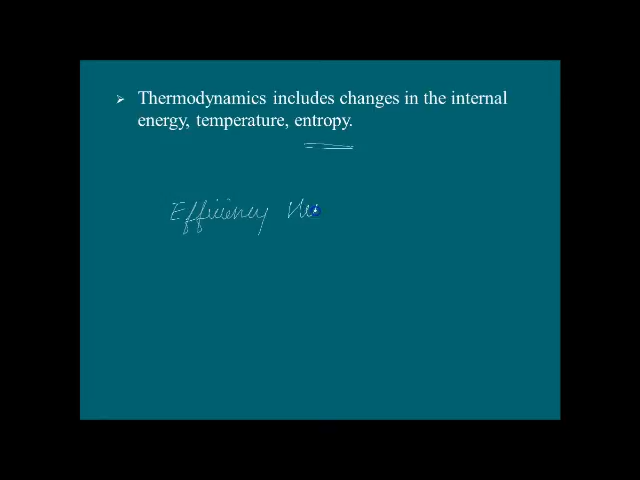 ➢ Thermodynamics includes changes in the internal
energy, temperature, entropy.
Efficiency